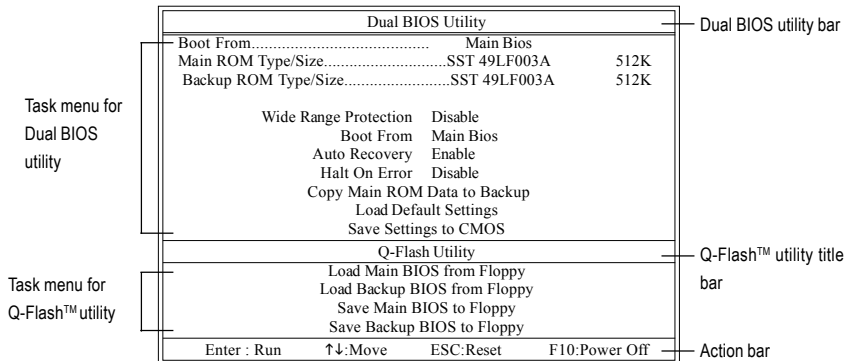 Dual BIOS Utility
Dual BIOS utility bar
Boot From.......................................... Main Bios
Main ROM Type/Size.............................SST 49LF003A 512K
Backup ROM Type/Size.........................SST 49LF003A 512K
Task menu for
Dual BIOS
utility
Wide Range Protection Disable
Boot From Main Bios
Auto Recovery Enable
Halt On Error Disable
Copy Main ROM Data to Backup
Load Default Settings
Save Settings to CMOS
Q-Flash Utility
Q-Flash™ utility title
bar
Task menu for
Q-Flash™ utility
Load Main BIOS from Floppy
Load Backup BIOS from Floppy
Save Main BIOS to Floppy
Save Backup BIOS to Floppy
Enter : Run ↑↓:Move ESC:Reset F10:Power Off
Action bar